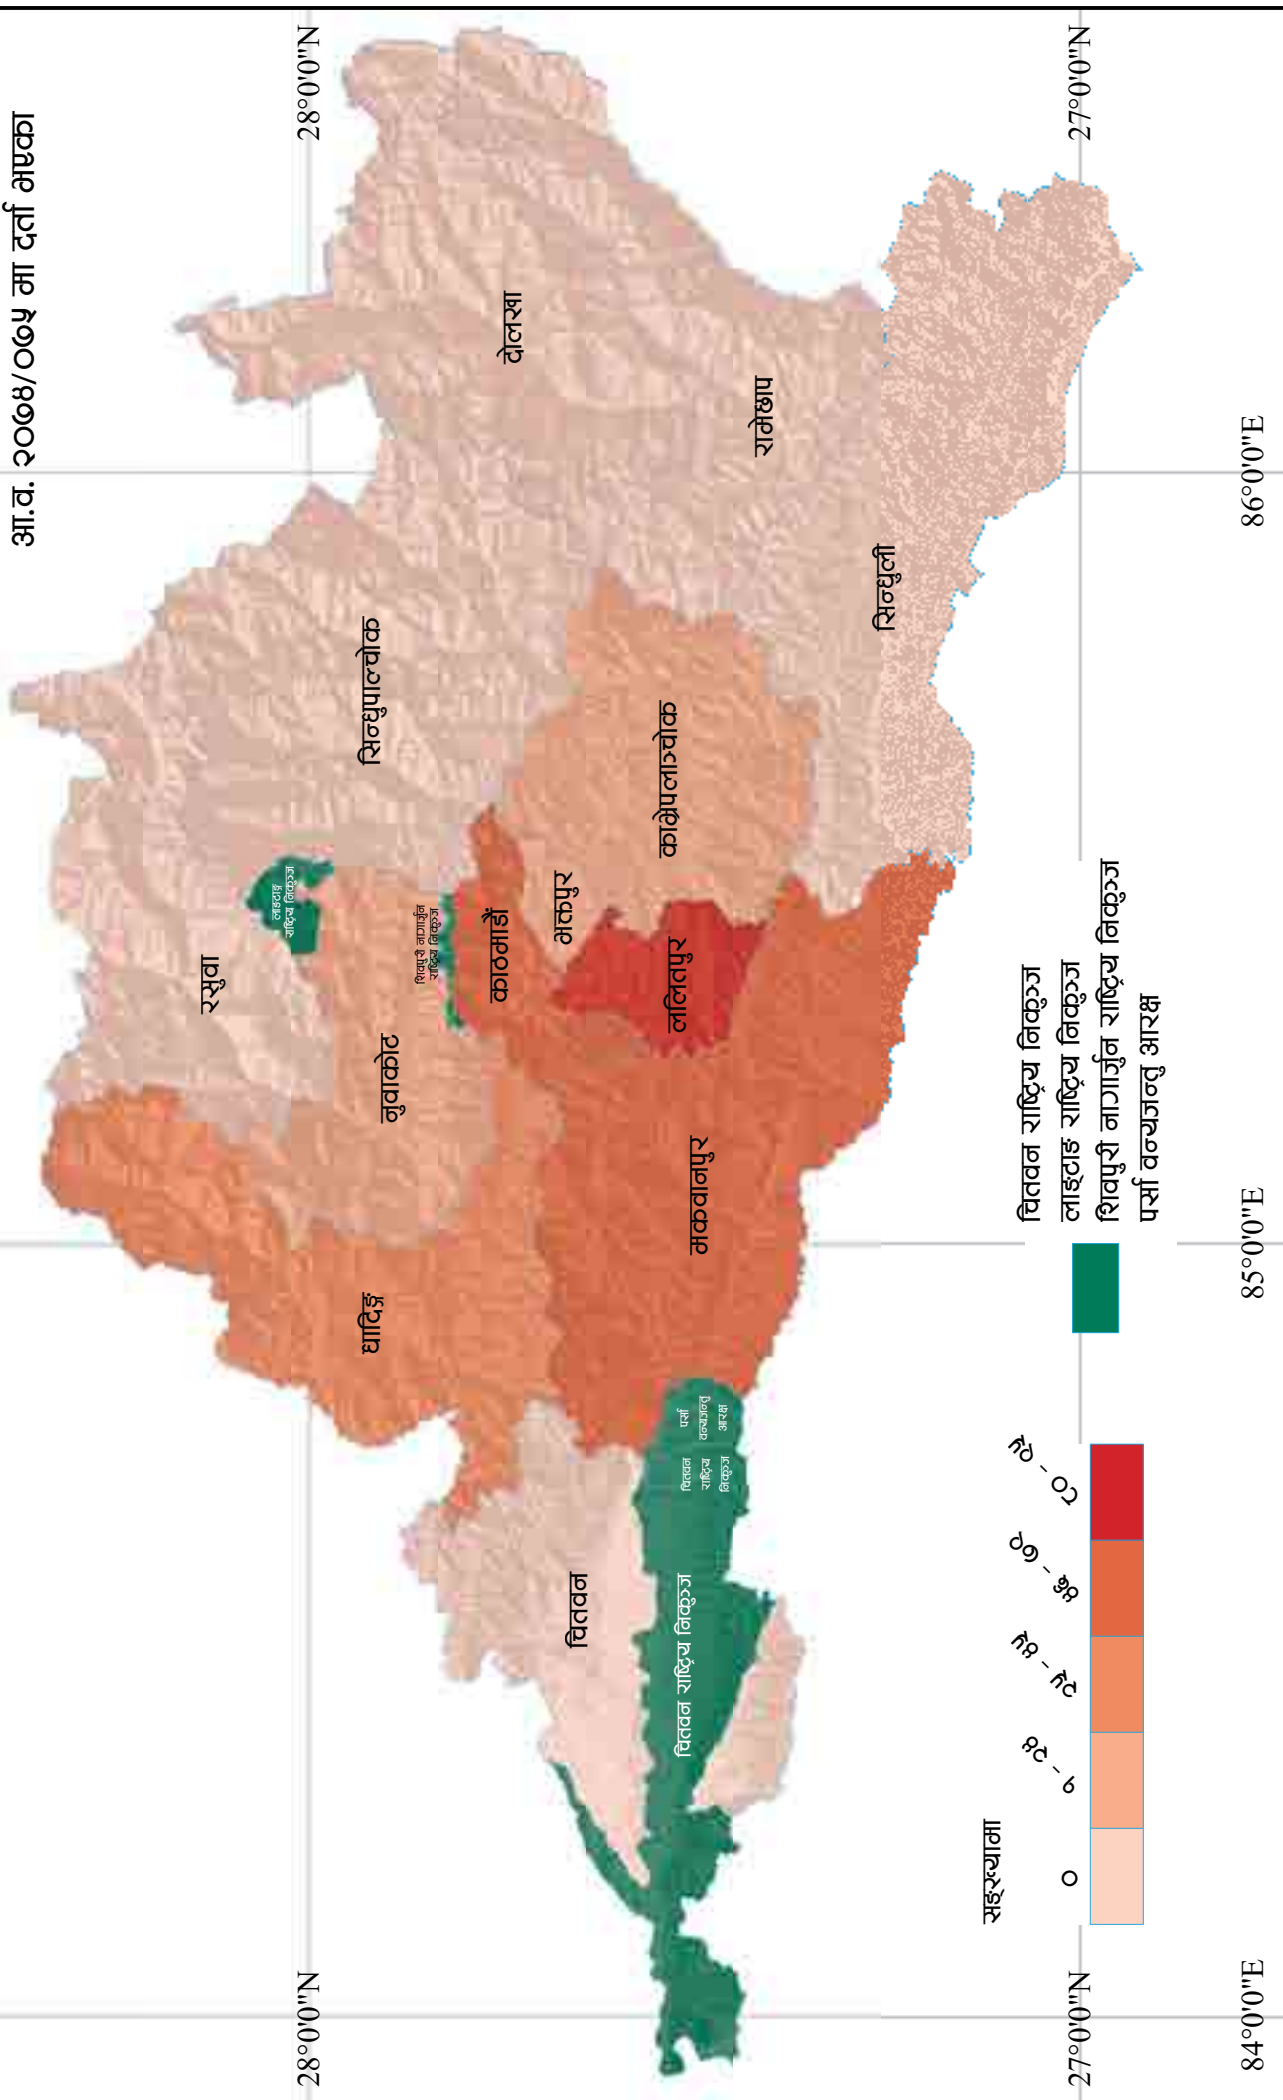 आ.व. २०७४/०७५ मा दर्ता भएका
28°0'0"N
27°0'0"N
28°0'0"N
27°0'0"N
84°0'0"E
85°0'0"E
86°0'0"E
रसुवा
लाङटाङ
राष्ट्रिय निकुञ्ज
सिन्धुपाल्चोक
दोलखा
धादिङ्ग
नुवाकोट
शिवपुरी नागार्जुन
राष्ट्रिय निकुञ्ज
काठमाडौं
भक्तपुर
ललितपुर
काभ्रेपलाञ्चोक
रामेछाप
सिन्धुली
मकवानपुर
चितवन
चितवन राष्ट्रिय निकुञ्ज
चितवन
राष्ट्रिय
निकुञ्ज
पर्सा
वन्यजन्तु
आरक्ष
सङ्ख्यामा
०
१ - २४
२५ - ४५
४६ - ७९
८० - ९५
चितवन राष्ट्रिय निकुञ्ज
लाङ्टाङ राष्ट्रिय निकुञ्ज
शिवपुरी नागार्जुन राष्ट्रिय निकुञ्ज
पर्सा वन्यजन्तु आरक्ष